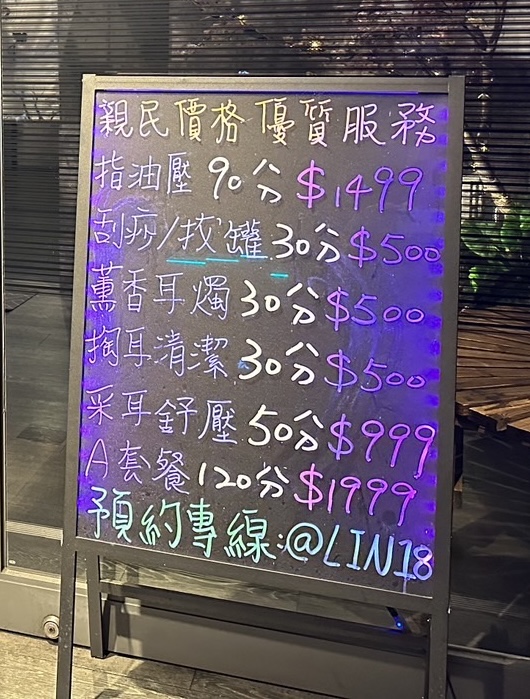 親民價格優質服務
指油壓90分$1499
刮痧/拔罐30分$500
薰香耳燭30分$500
掏耳清潔30分$500
采耳舒壓50分$999
A套餐120分$1999
預約專線:@LIN18